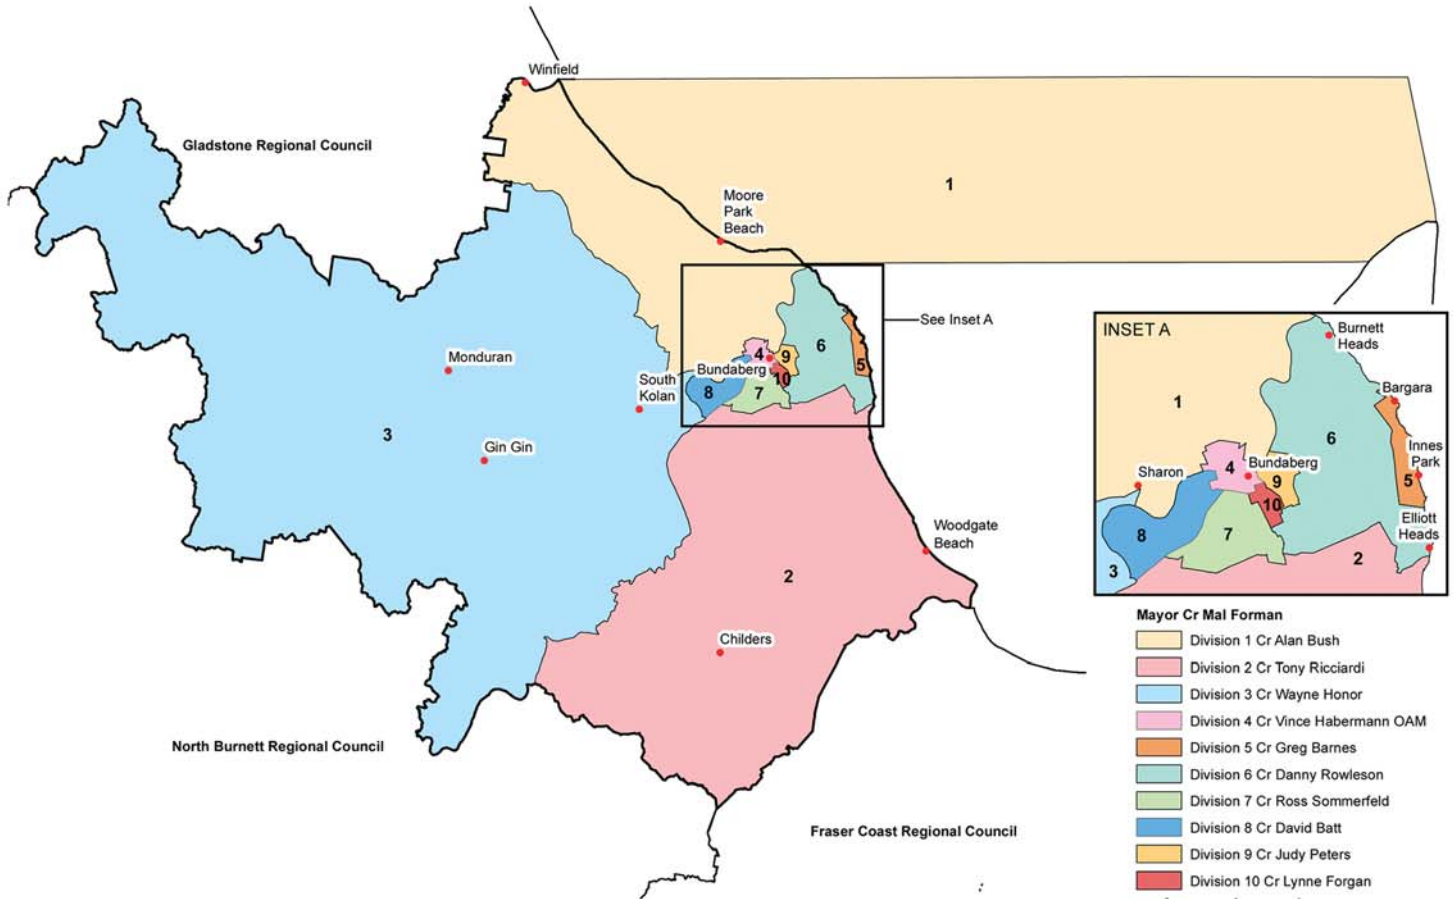 Winfield
Gladstone Regional Council
1
Moore
Park
Beach
See Inset A
6
4
9
5
Bundaberg
10
8
7
Monduran
South
Kolan
3
Gin Gin
Woodgate
Beach
2
Childers
North Burnett Regional Council
Fraser Coast Regional Council
INSET A
Burnett
Heads
Bargara
1
6
Innes
Park
4
Bundaberg
Sharon
9
5
10
Elliott
Heads
8
7
2
3
Mayor Cr Mal Forman
Division 1 Cr Alan Bush
Division 2 Cr Tony Ricciardi
Division 3 Cr Wayne Honor
Division 4 Cr Vince Habermann OAM
Division 5 Cr Greg Barnes
Division 6 Cr Danny Rowleson
Division 7 Cr Ross Sommerfeld
Division 8 Cr David Batt
Division 9 Cr Judy Peters
Division 10 Cr Lynne Forgan